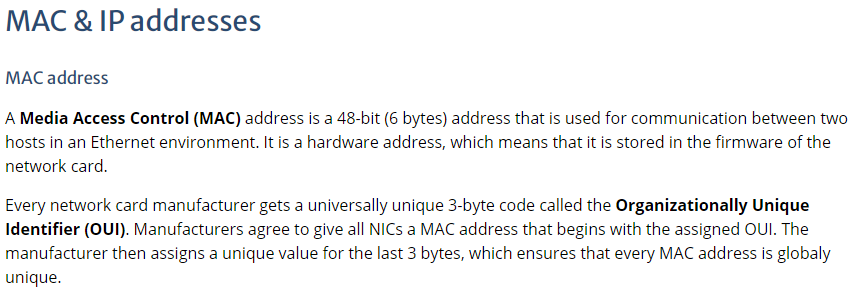 MAC & IP addresses
MAC address
A Media Access Control (MAC) address is a 48-bit (6 bytes) address that is used for communication between two
hosts in an Ethernet environment. It is a hardware address, which means that it is stored in the firmware of the
network card.
Every network card manufacturer gets a universally unique 3-byte code called the Organizationally Unique
Identifier (OUI). Manufacturers agree to give all NICs a MAC address that begins with the assigned OUI. The
manufacturer then assigns a unique value for the last 3 bytes, which ensures that every MAC address is globaly
unique.